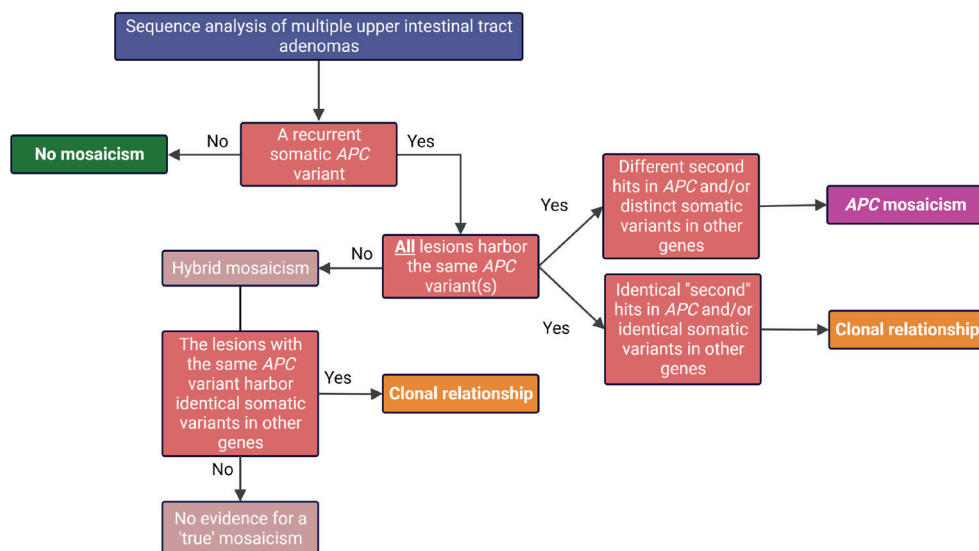 Sequence analysis of multiple upper intestinal tract
adenomas
No
A recurrent
somatic APC
variant
Yes
No mosaicism
Different second
hits in APC and/or
distinct somatic
variants in other
genes
Yes
APC mosaicism
All lesions harbor
the same APC
variant(s)
No
Hybrid mosaicism
Yes
Identical "second"
hits in APC and/or
identical somatic
variants in other
genes
Clonal relationship
The lesions with
the same APC
variant harbor
identical somatic
variants in other
genes
Yes
Clonal relationship
No
No evidence for a
'true' mosaicism